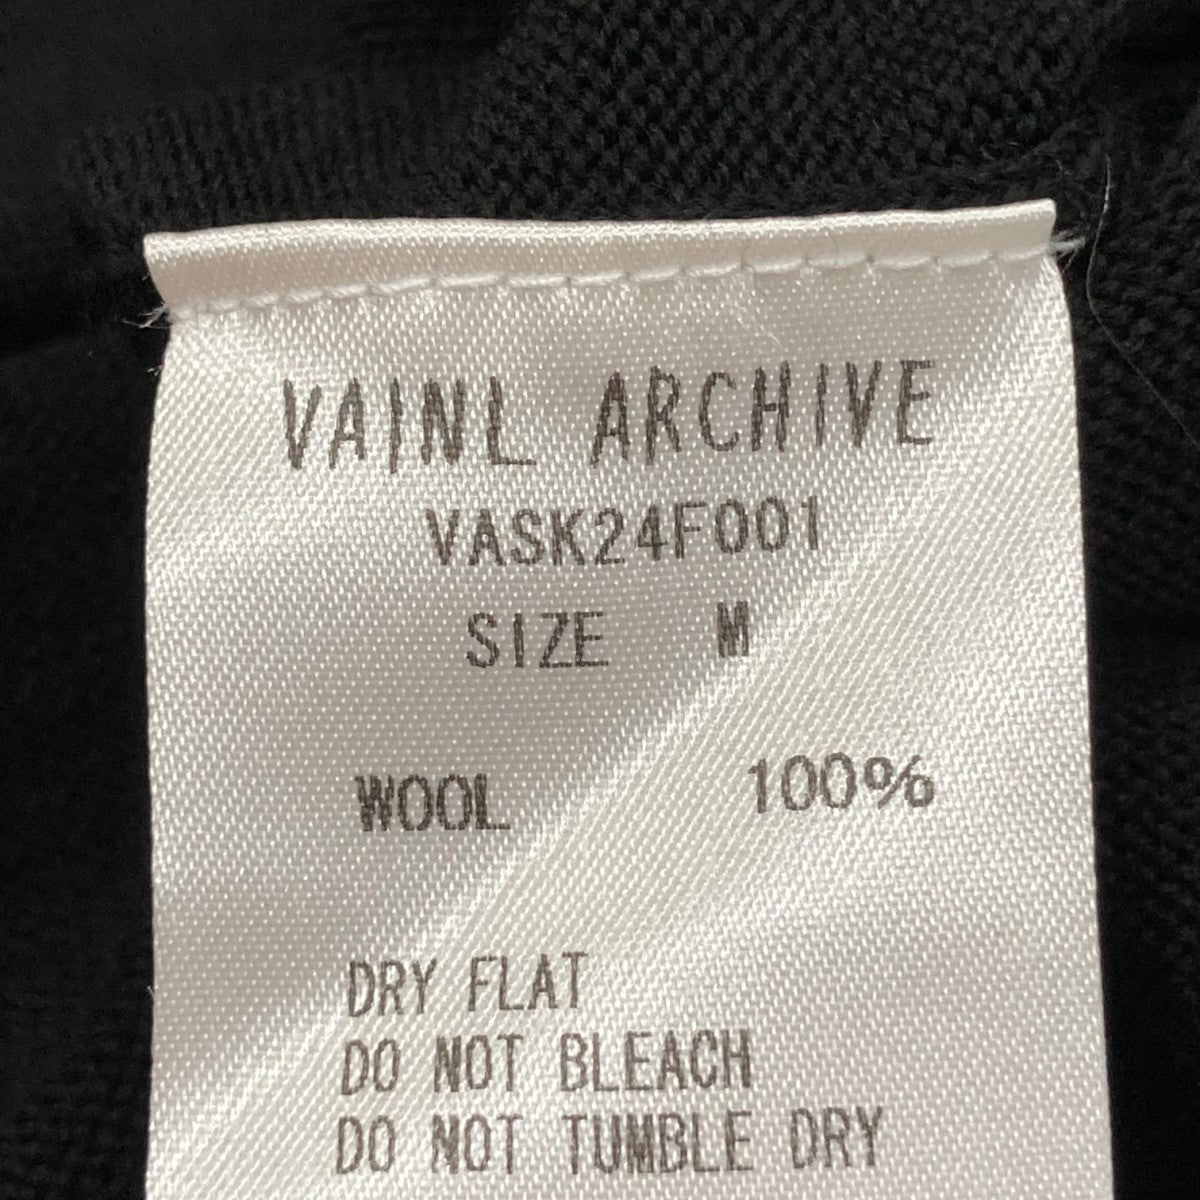 VAINL ARCHIVE
VASK24F001
SIZE M
WOOL 100%
DRY FLAT
DO NOT BLEACH
DO NOT TUMBLE DRY